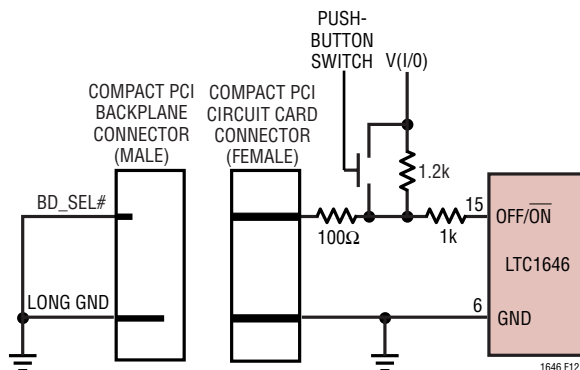 PUSH-
BUTTON
SWITCH
V(I/0)
COMPACT PCI
BACKPLANE
CONNECTOR
(MALE)
COMPACT PCI
CIRCUIT CARD
CONNECTOR
(FEMALE)
1.2k
BD_SEL#
100Ω
1k
15
OFF/O̅N̅
LTC1646
LONG GND
6
GND
1646 F12